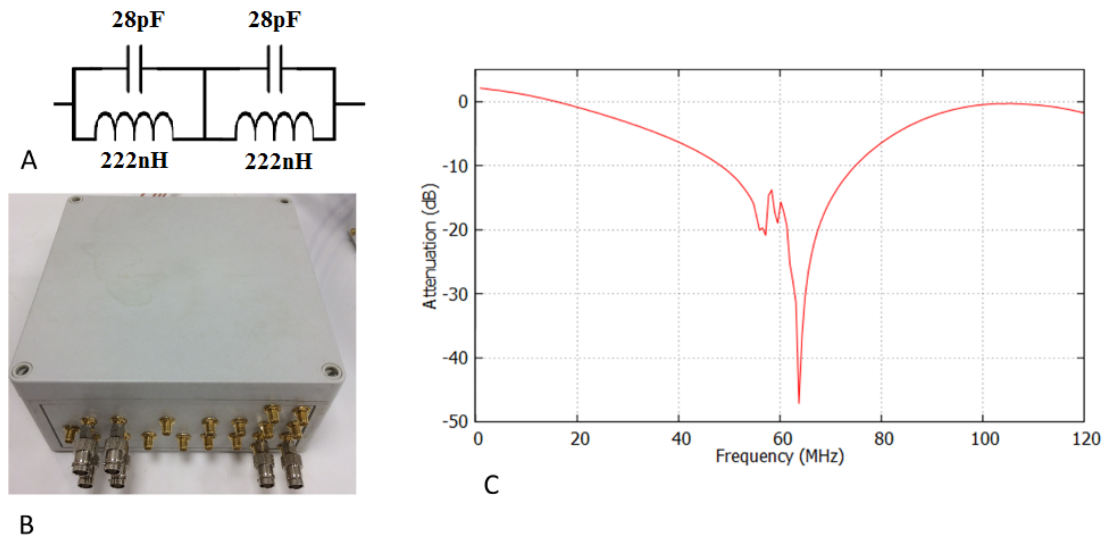 28pF 28pF
222nH 222nH
A
B
Attenuation (dB)
0
-10
-20
-30
-40
-50
0 20 40 60 80 100 120
Frequency (MHz)
C